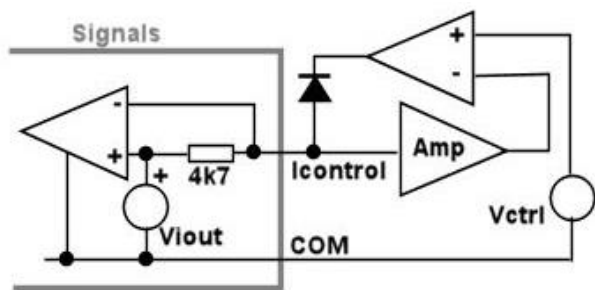 Signals
+
-
-
+
+
4k7
Icontrol
Amp
Viout
Vctrl
COM